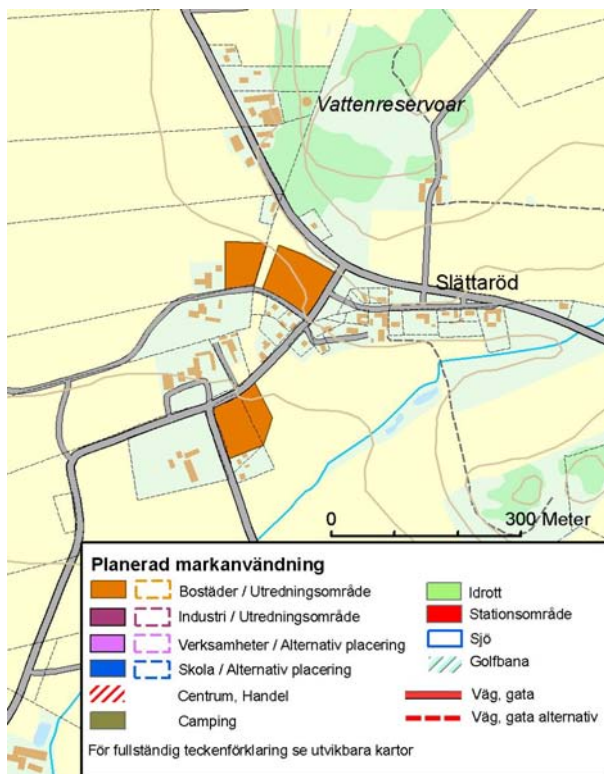 Vattenreservoar
Slättaröd
0 300 Meter
Planerad markanvändning
Bostäder / Utredningsområde
Industri / Utredningsområde
Verksamheter / Alternativ placering
Skola / Alternativ placering
Centrum, Handel
Camping
Idrott
Stationsområde
Sjö
Golfbana
Väg, gata
Väg, gata alternativ
För fullständig teckenförklaring se utvikbara kartor